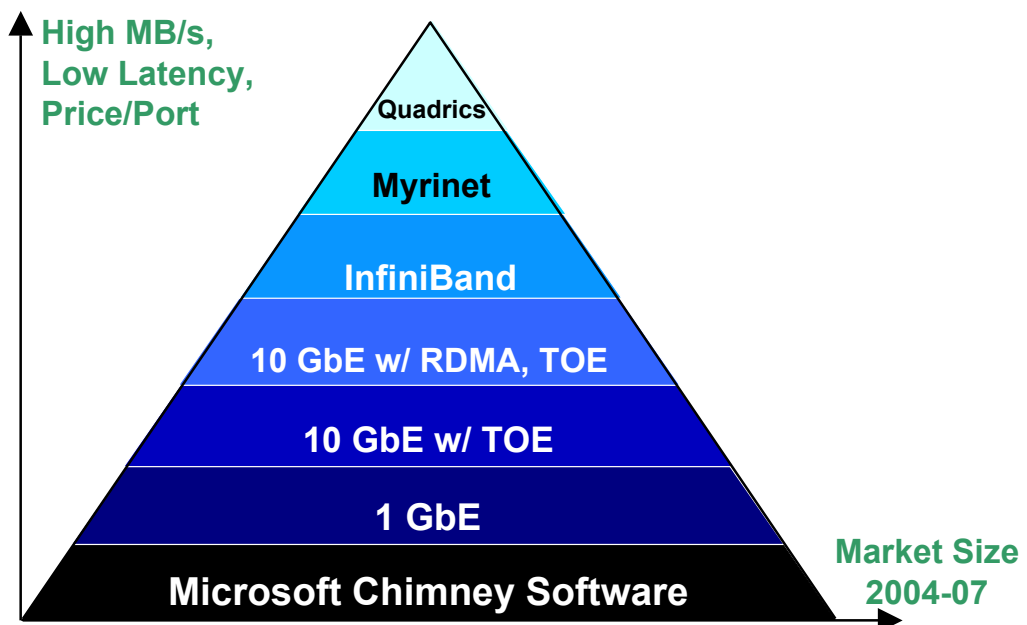 High MB/s,
Low Latency,
Price/Port
Quadrics
Myrinet
InfiniBand
10 GbE w/ RDMA, TOE
10 GbE w/ TOE
1 GbE
Microsoft Chimney Software
Market Size
2004-07